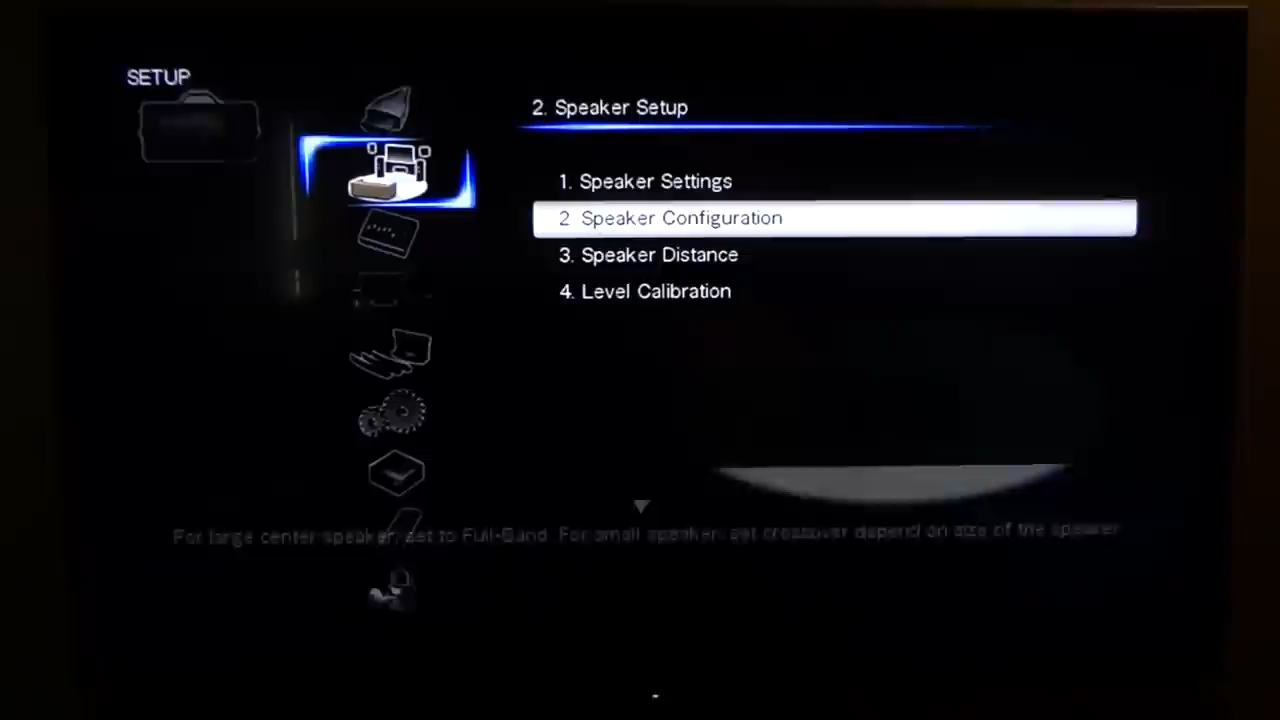 SETUP
2. Speaker Setup
1. Speaker Settings
2 Speaker Configuration
3. Speaker Distance
4. Level Calibration
For large center speaker, set to Full-Band. For small speaker, set crossover depend on size of the speaker